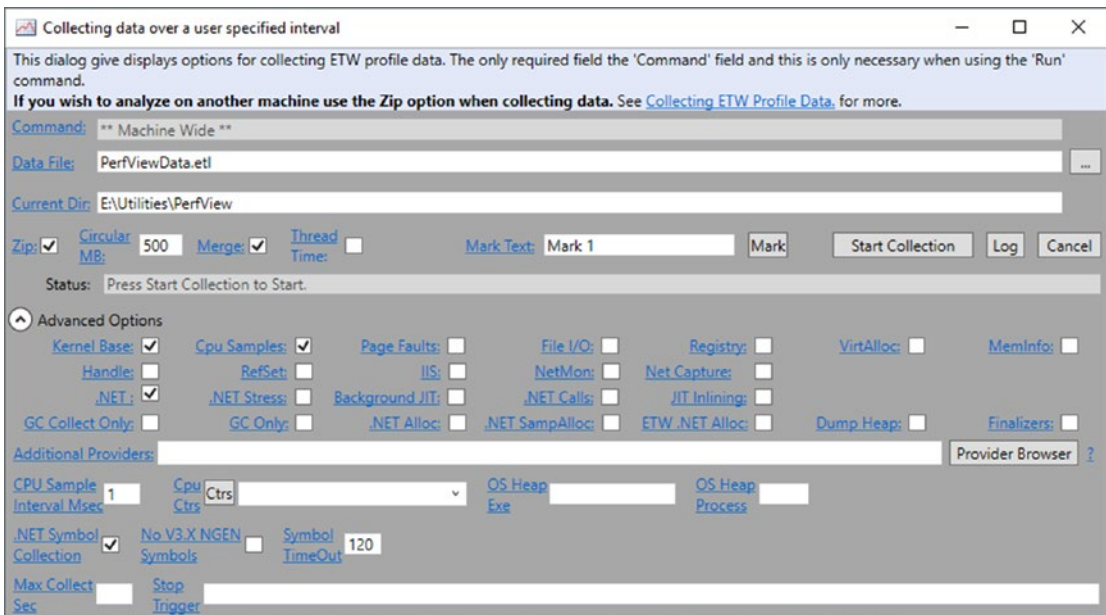 Collecting data over a user specified interval
This dialog give displays options for collecting ETW profile data. The only required field the 'Command' field and this is only necessary when using the 'Run'
command.
If you wish to analyze on another machine use the Zip option when collecting data. See Collecting ETW Profile Data. for more.
Command: ** Machine Wide **
Data File: PerfViewData.etl ...
Current Dir: E:\Utilities\PerfView
Zip: Circular MB: 500 Merge: Thread Time: Mark Text: Mark 1 Mark Start Collection Log Cancel
Status: Press Start Collection to Start.
Advanced Options
Kernel Base: Cpu Samples: Page Faults: File I/O: Registry: VirtAlloc: MemInfo:
Handle: RefSet: IIS: NetMon: Net Capture:
.NET : .NET Stress: Background JIT: .NET Calls: JIT Inlining:
GC Collect Only: GC Only: .NET Alloc: .NET SampAlloc: ETW .NET Alloc: Dump Heap: Finalizers:
Additional Providers: Provider Browser ?
CPU Sample Interval Msec 1 Cpu Ctrs Ctrs OS Heap Exe OS Heap Process
.NET Symbol Collection No V3.X NGEN Symbols Symbol TimeOut 120
Max Collect Sec Stop Trigger